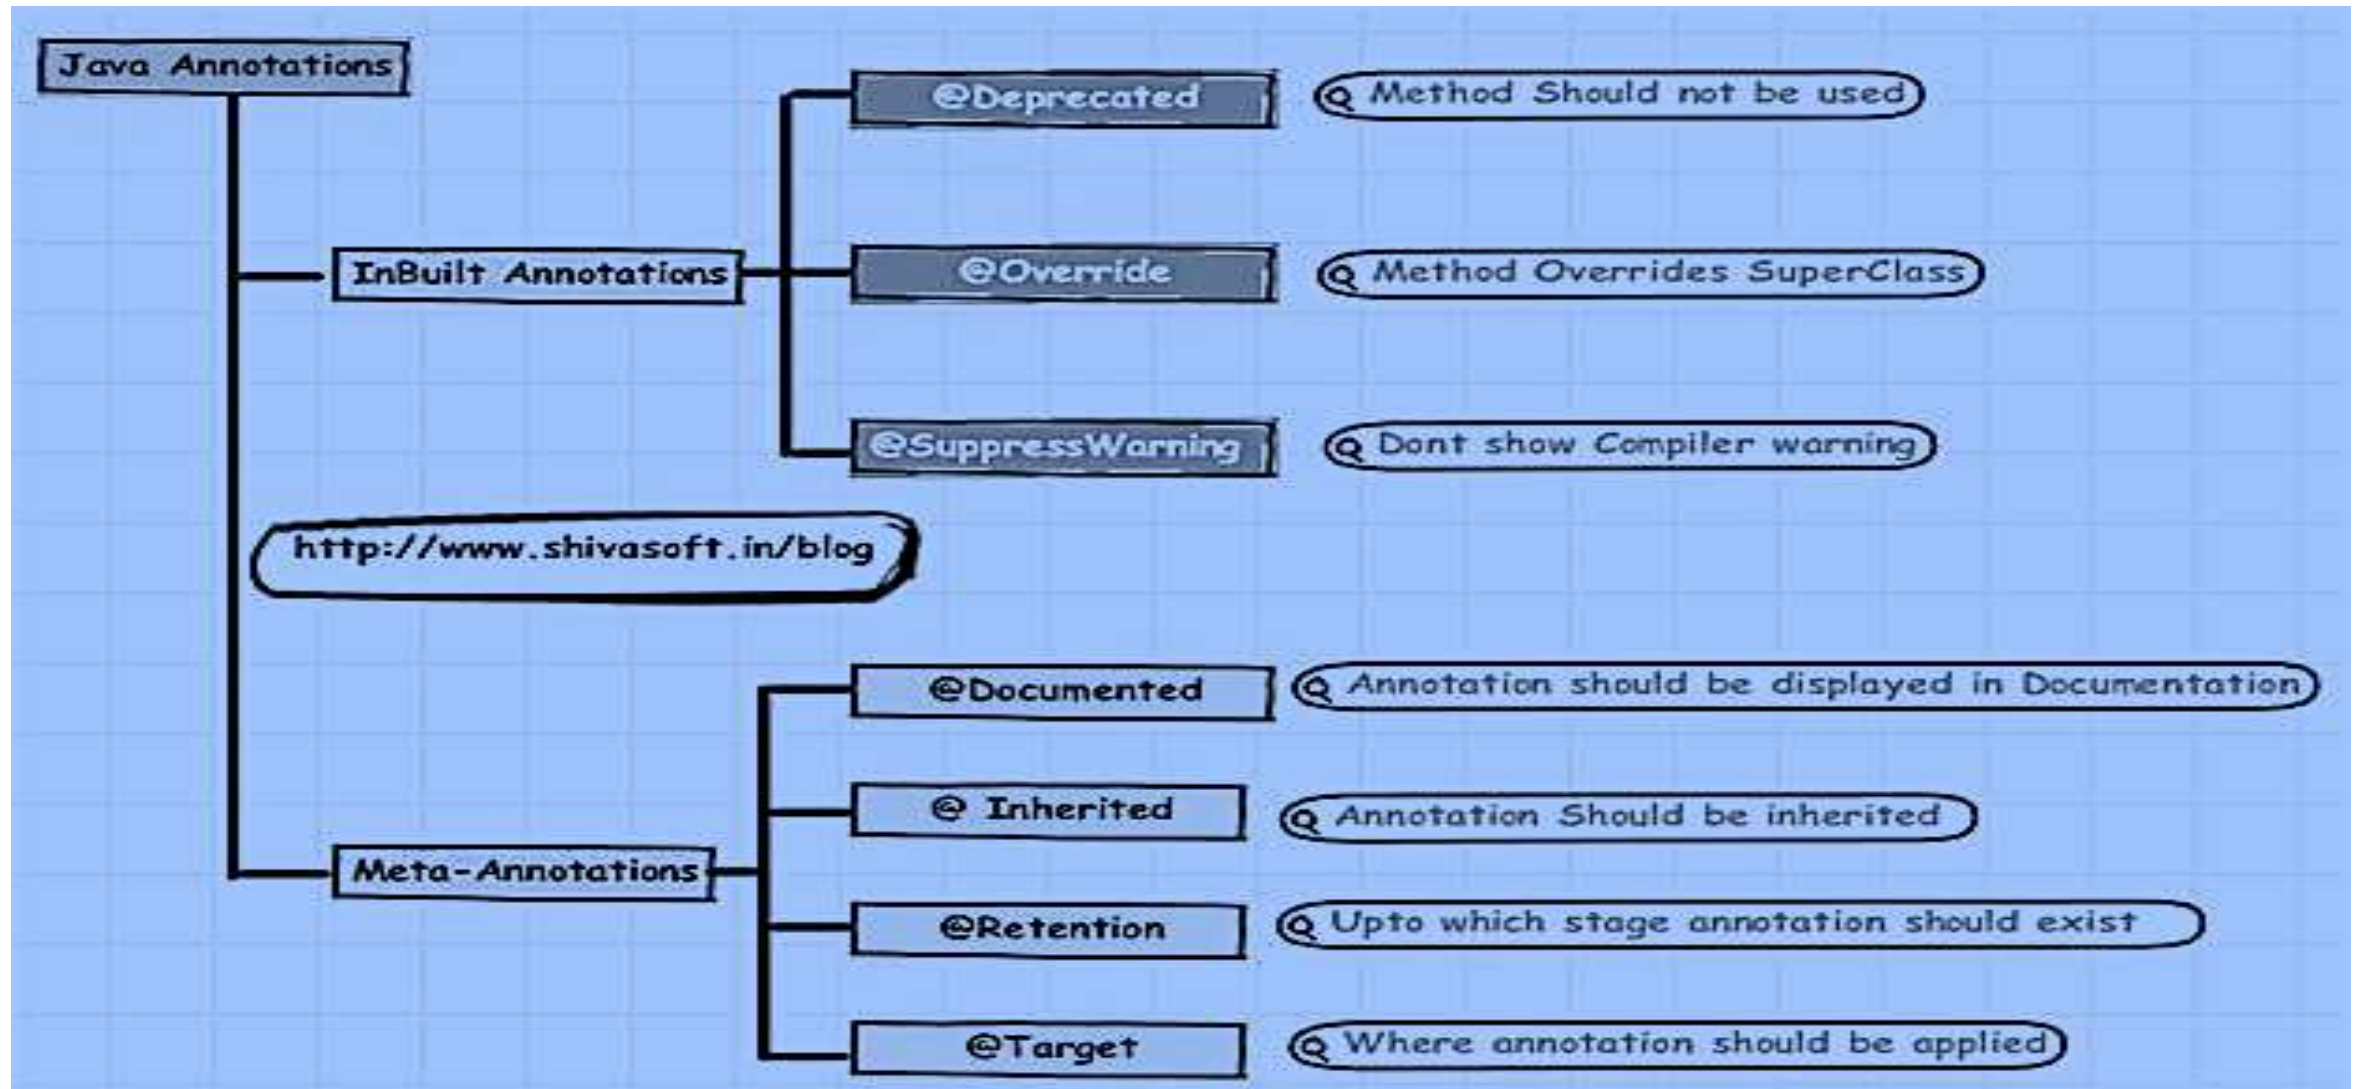 Java Annotations
@Deprecated
Method Should not be used
InBuilt Annotations
@Override
Method Overrides SuperClass
@SuppressWarning
Dont show Compiler warning
http://www.shivasoft.in/blog
@Documented
Annotation should be displayed in Documentation
@ Inherited
Annotation Should be inherited
Meta-Annotations
@Retention
Upto which stage annotation should exist
@Target
Where annotation should be applied